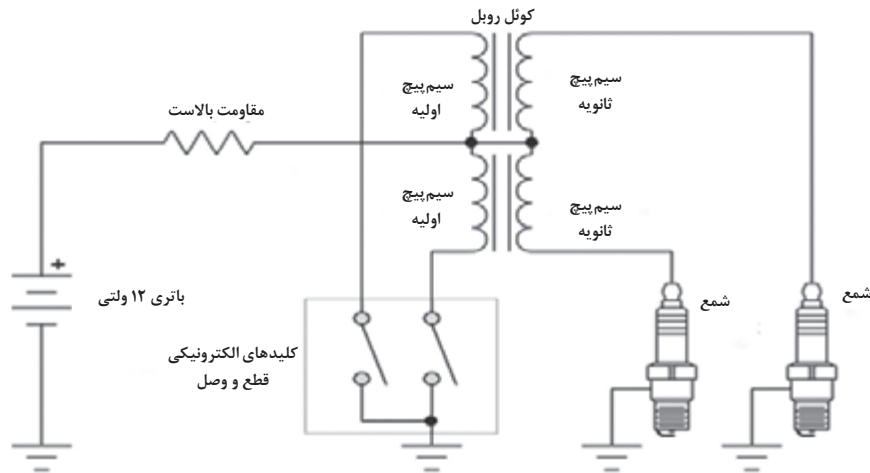 کوئل روبل
سیم‌پیچ
اولیه
سیم‌پیچ
ثانویه
مقاومت بالاست
سیم‌پیچ
اولیه
سیم‌پیچ
ثانویه
+
باتری ۱۲ ولتی
کلیدهای الکترونیکی
قطع و وصل
شمع
شمع